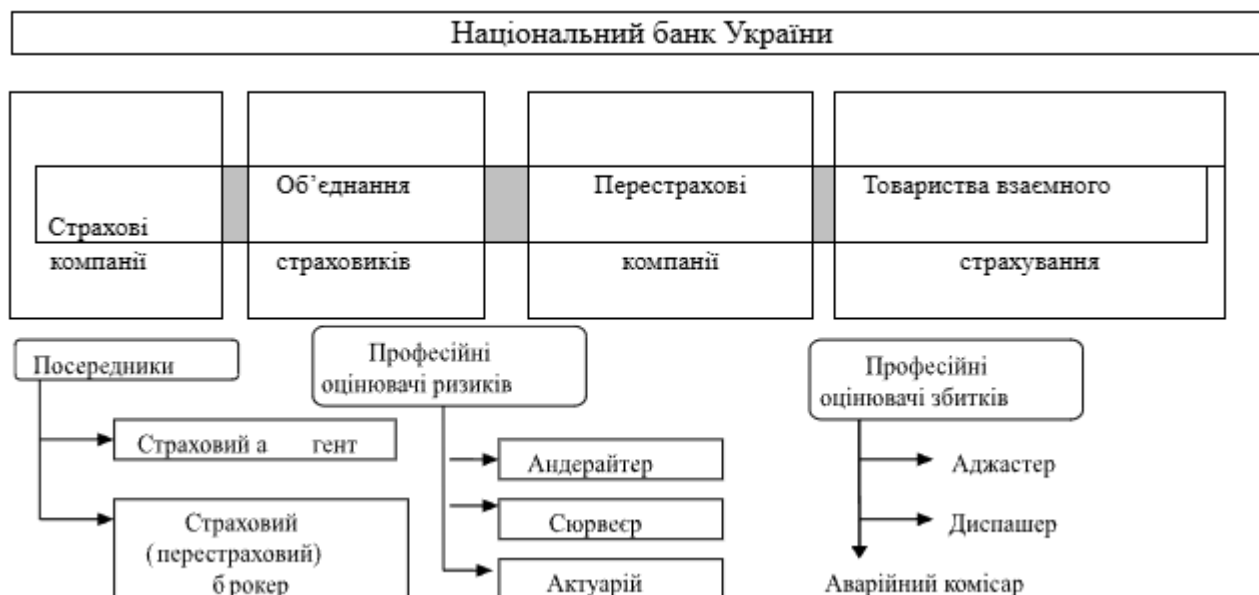 Національний банк України
Об’єднання
Перестрахові
Товариства взаємного
Страхові
компанії
страховиків
компанії
страхування
Посередники
Професійні
оцінювачі ризиків
Професійні
оцінювачі збитків
Страховий а гент
Страховий
(перестраховий)
б рокер
Андерайтер
Сюрвеєр
Актуарій
Аджастер
Диспашер
Аварійний комісар